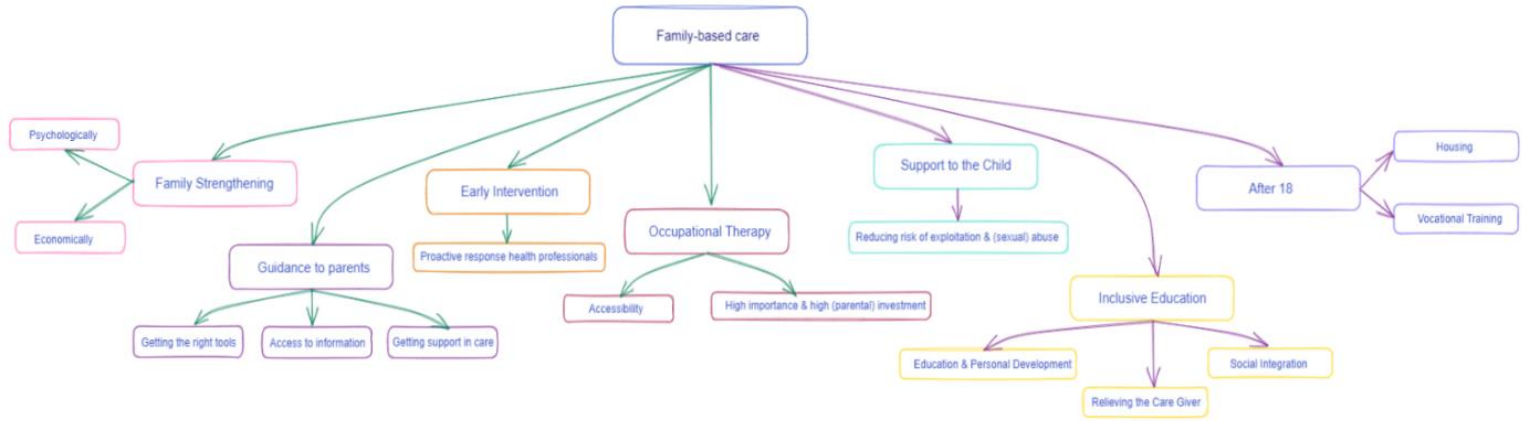 Family-based care
Psychologically
Family Strengthening
Economically
Guidance to parents
Getting the right tools
Access to information
Getting support in care
Early Intervention
Proactive response health professionals
Occupational Therapy
Accessibility
High importance & high (parental) investment
Support to the Child
Reducing risk of exploitation & (sexual) abuse
Inclusive Education
Education & Personal Development
Relieving the Care Giver
Social Integration
After 18
Housing
Vocational Training